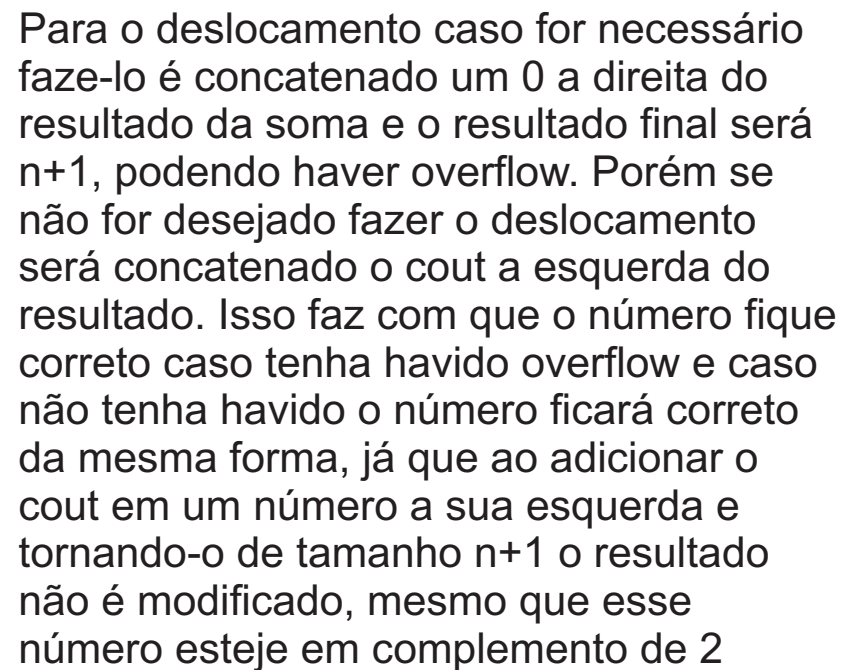 Para o deslocamento caso for necessário
faze-lo é concatenado um 0 a direita do
resultado da soma e o resultado final será
n+1, podendo haver overflow. Porém se
não for desejado fazer o deslocamento
será concatenado o cout a esquerda do
resultado. Isso faz com que o número fique
correto caso tenha havido overflow e caso
não tenha havido o número ficará correto
da mesma forma, já que ao adicionar o
cout em um número a sua esquerda e
tornando-o de tamanho n+1 o resultado
não é modificado, mesmo que esse
número esteje em complemento de 2